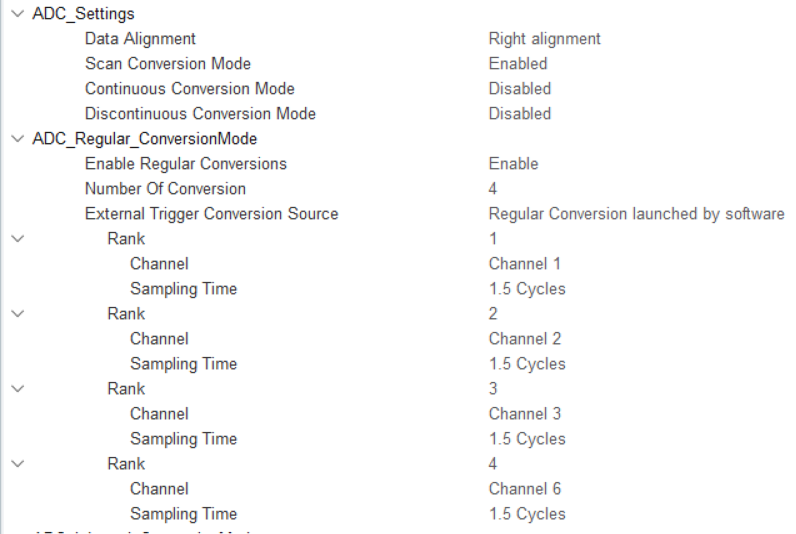 ADC_Settings
Data Alignment Right alignment
Scan Conversion Mode Enabled
Continuous Conversion Mode Disabled
Discontinuous Conversion Mode Disabled
ADC_Regular_ConversionMode
Enable Regular Conversions Enable
Number Of Conversion 4
External Trigger Conversion Source Regular Conversion launched by software
Rank 1
Channel Channel 1
Sampling Time 1.5 Cycles
Rank 2
Channel Channel 2
Sampling Time 1.5 Cycles
Rank 3
Channel Channel 3
Sampling Time 1.5 Cycles
Rank 4
Channel Channel 6
Sampling Time 1.5 Cycles